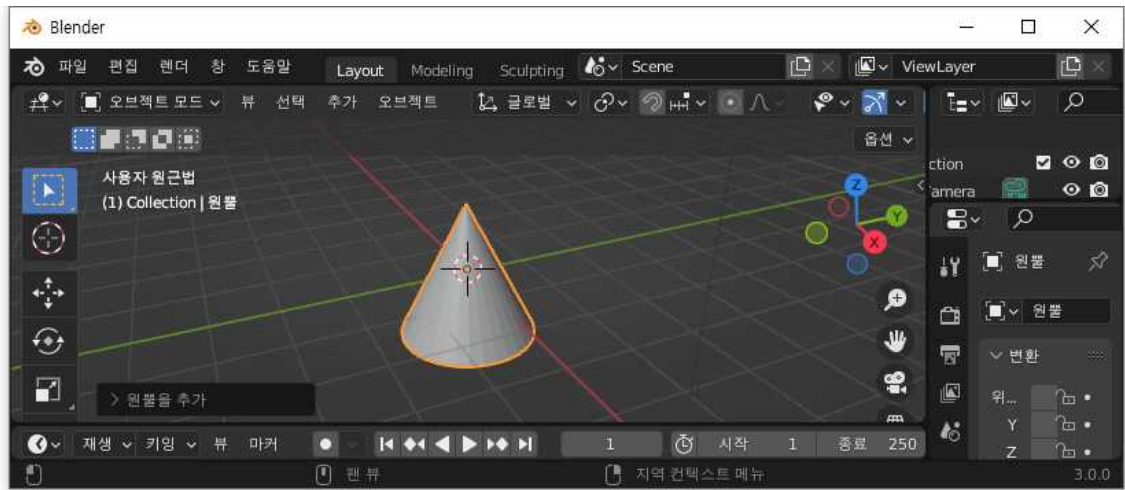 Blender
파일 편집 렌더 창 도움말 Layout Modeling Sculpting Scene ViewLayer
오브젝트 모드 뷰 선택 추가 오브젝트 글로벌
옵션
사용자 원근법
(1) Collection | 원뿔
Z
Y
X
ction
amera
원뿔
원뿔
변환
위...
Y
Z
> 원뿔을 추가
재생 키잉 뷰 마커 1 시작 1 종료 250
팬 뷰 지역 컨텍스트 메뉴 3.0.0